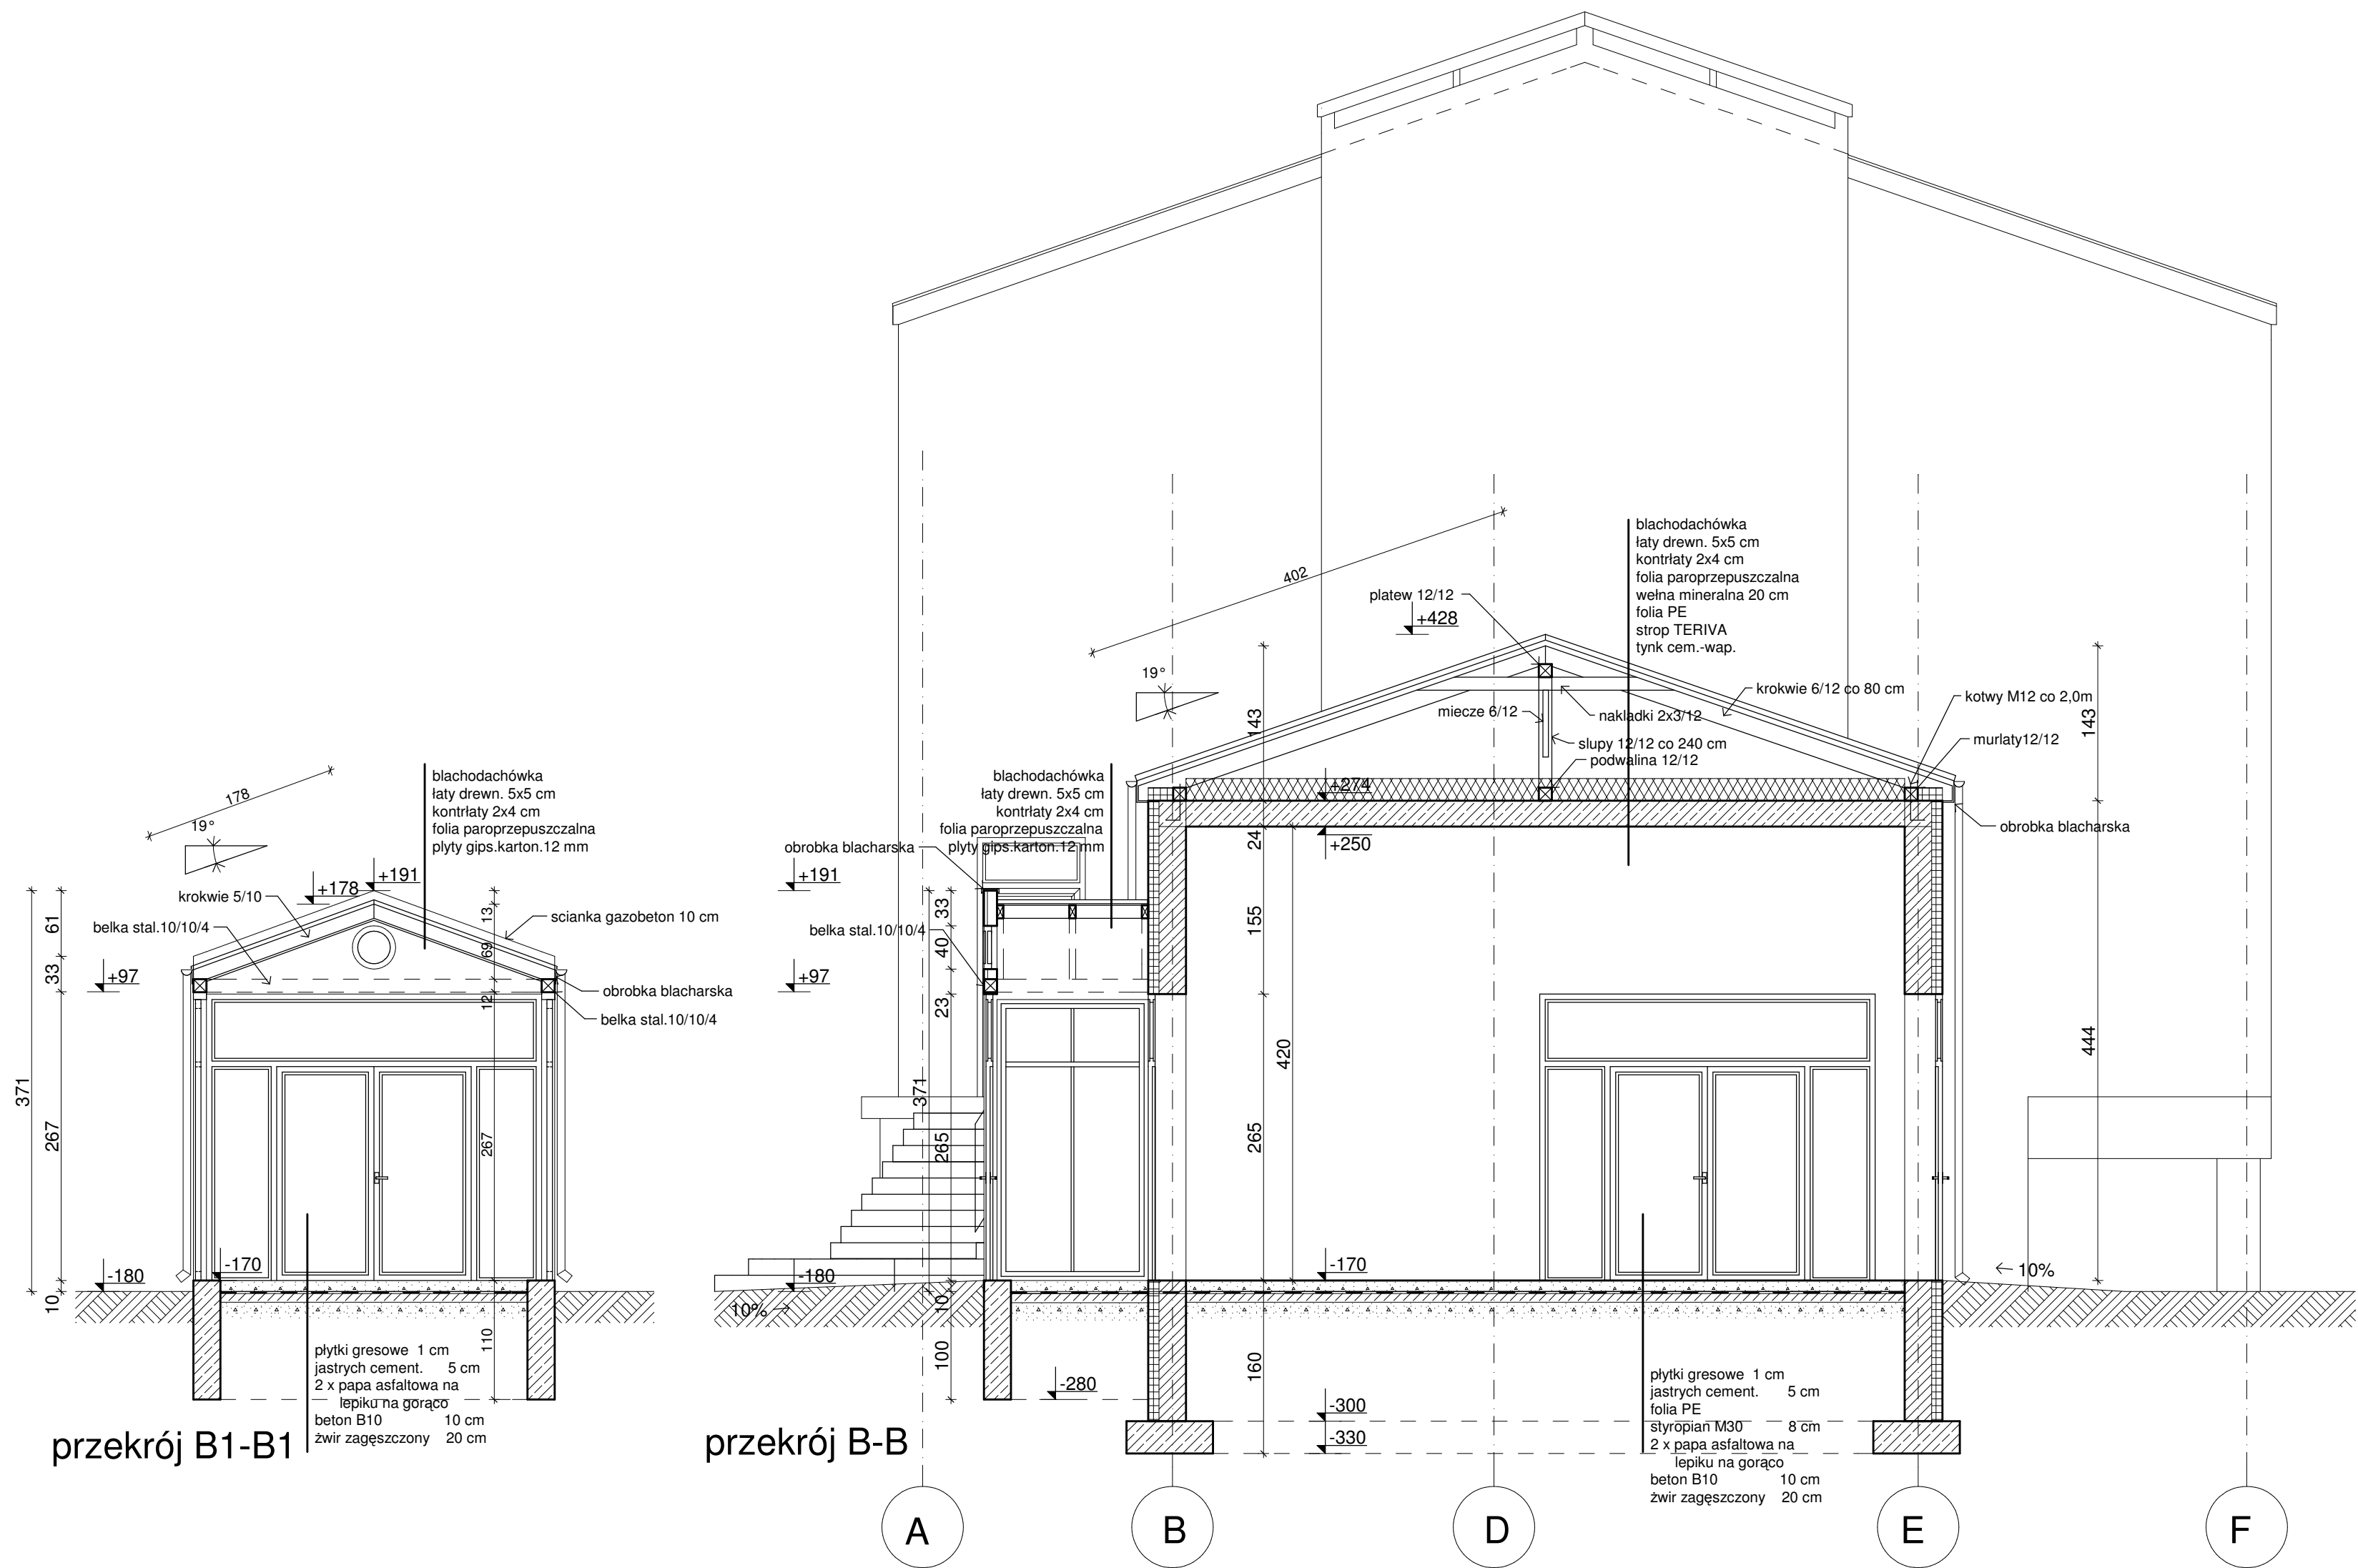 402
blachodachówka
łaty drewn. 5x5 cm
kontrłaty 2x4 cm
folia paroprzepuszczalna
wełna mineralna 20 cm
folia PE
strop TERIVA
tynk cem.-wap.
platew 12/12
+428
19°
krokwie 6/12 co 80 cm
kotwy M12 co 2,0m
miecze 6/12
nakladki 2x3/12
143
143
slupy 12/12 co 240 cm
murlaty12/12
podwalina 12/12
178
19°
blachodachówka
łaty drewn. 5x5 cm
kontrłaty 2x4 cm
folia paroprzepuszczalna
plyty gips.karton.12 mm
blachodachówka
łaty drewn. 5x5 cm
kontrłaty 2x4 cm
folia paroprzepuszczalna
plyty gips.karton.12 mm
+274
24
+250
obrobka blacharska
obrobka blacharska
+191
+178
+191
krokwie 5/10
scianka gazobeton 10 cm
belka stal.10/10/4
belka stal.10/10/4
61
13
33
155
69
40
33
+97
+97
obrobka blacharska
12
23
belka stal.10/10/4
371
267
267
371
265
420
265
444
-180
-170
-180
-170
10%
10%
10
10
110
100
160
płytki gresowe 1 cm
jastrych cement. 5 cm
2 x papa asfaltowa na
lepiku na gorąco
beton B10 10 cm
żwir zagęszczony 20 cm
-280
-300
-330
płytki gresowe 1 cm
jastrych cement. 5 cm
folia PE
styropian M30 8 cm
2 x papa asfaltowa na
lepiku na gorąco
beton B10 10 cm
żwir zagęszczony 20 cm
przekrój B1-B1
przekrój B-B
A
B
D
E
F